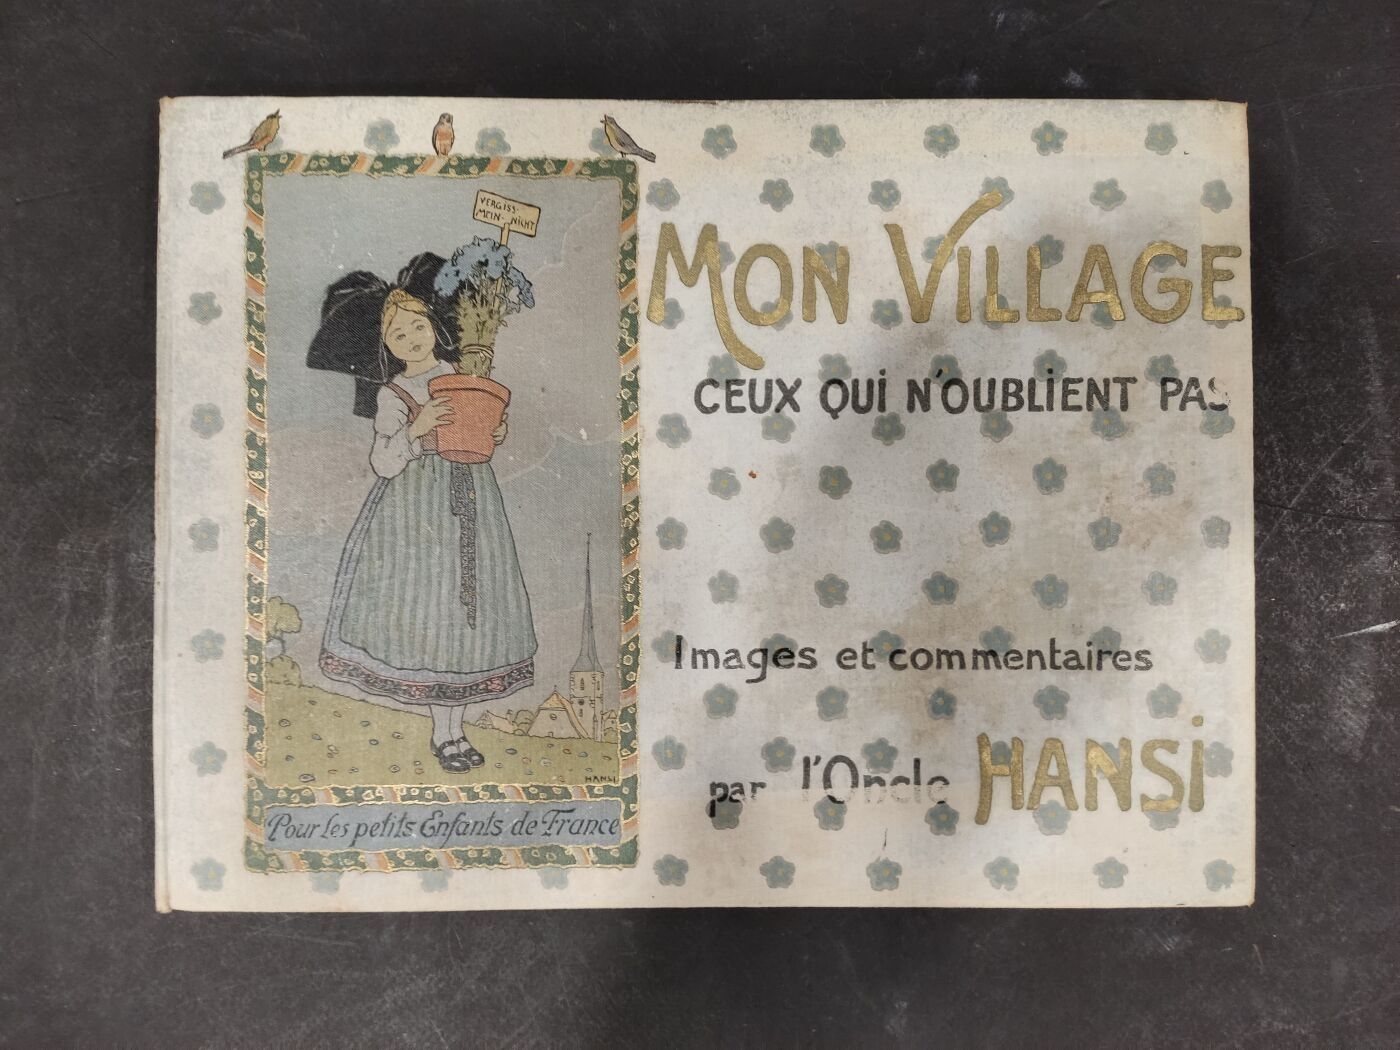 VERGISS-
MEIN-NICHT
HANSI
Pour les petits Enfants de France
MON VILLAGE
CEUX QUI N'OUBLIENT PAS
Images et commentaires
par l'Oncle HANSI